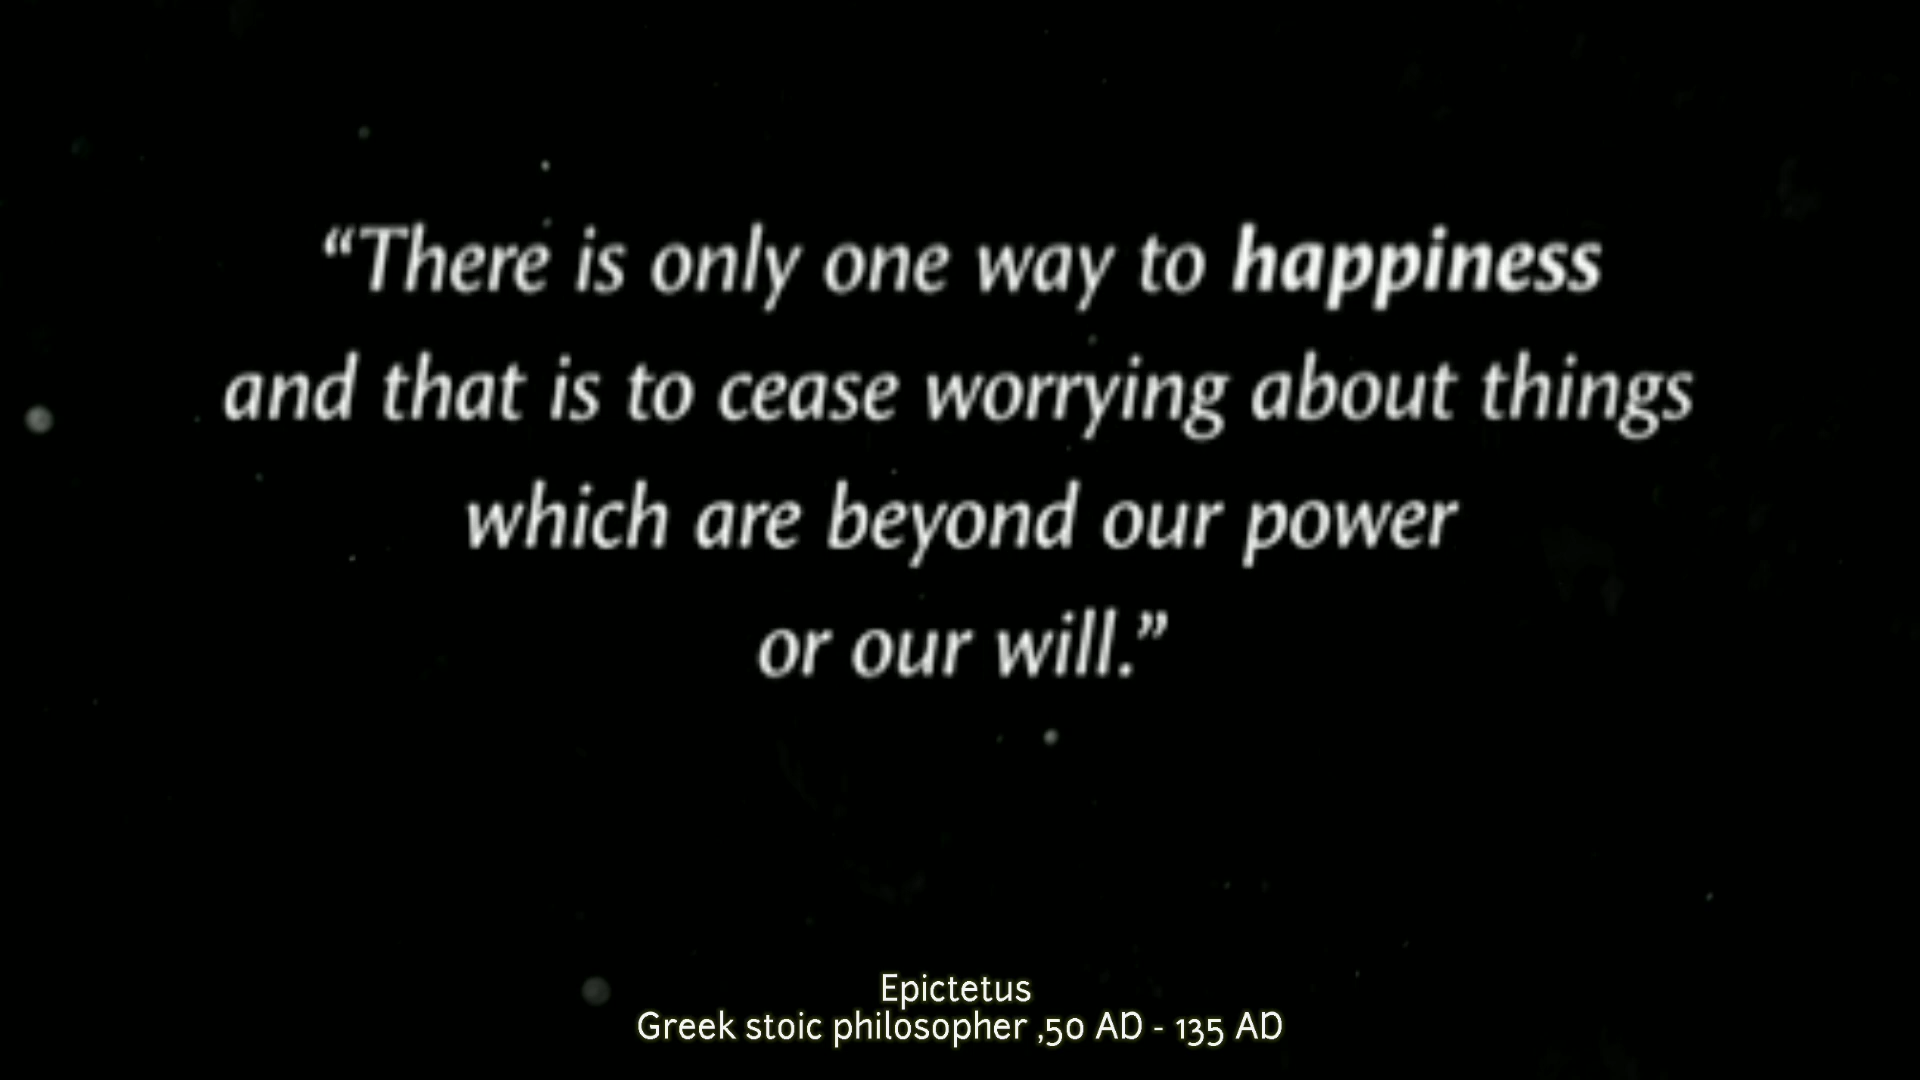 “There is only one way to happiness
and that is to cease worrying about things
which are beyond our power
or our will.”
Epictetus
Greek stoic philosopher ,50 AD - 135 AD